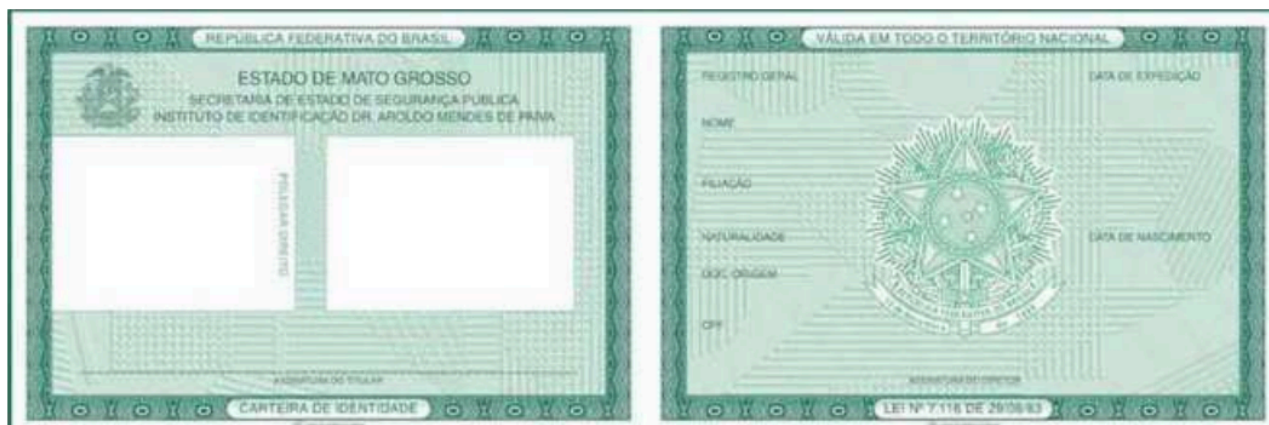 REPÚBLICA FEDERATIVA DO BRASIL
ESTADO DE MATO GROSSO
SECRETARIA DE ESTADO DE SEGURANÇA PÚBLICA
INSTITUTO DE IDENTIFICAÇÃO DR. AROLDO MENDES DE PAIVA
POLEGAR DIREITO
ASSINATURA DO TITULAR
CARTEIRA DE IDENTIDADE
VÁLIDA EM TODO O TERRITÓRIO NACIONAL
REGISTRO GERAL
DATA DE EXPEDIÇÃO
NOME
FILIAÇÃO
NATURALIDADE
DATA DE NASCIMENTO
DOC. ORIGEM
CPF
ASSINATURA DO DIRETOR
LEI Nº 7.116 DE 29/08/83